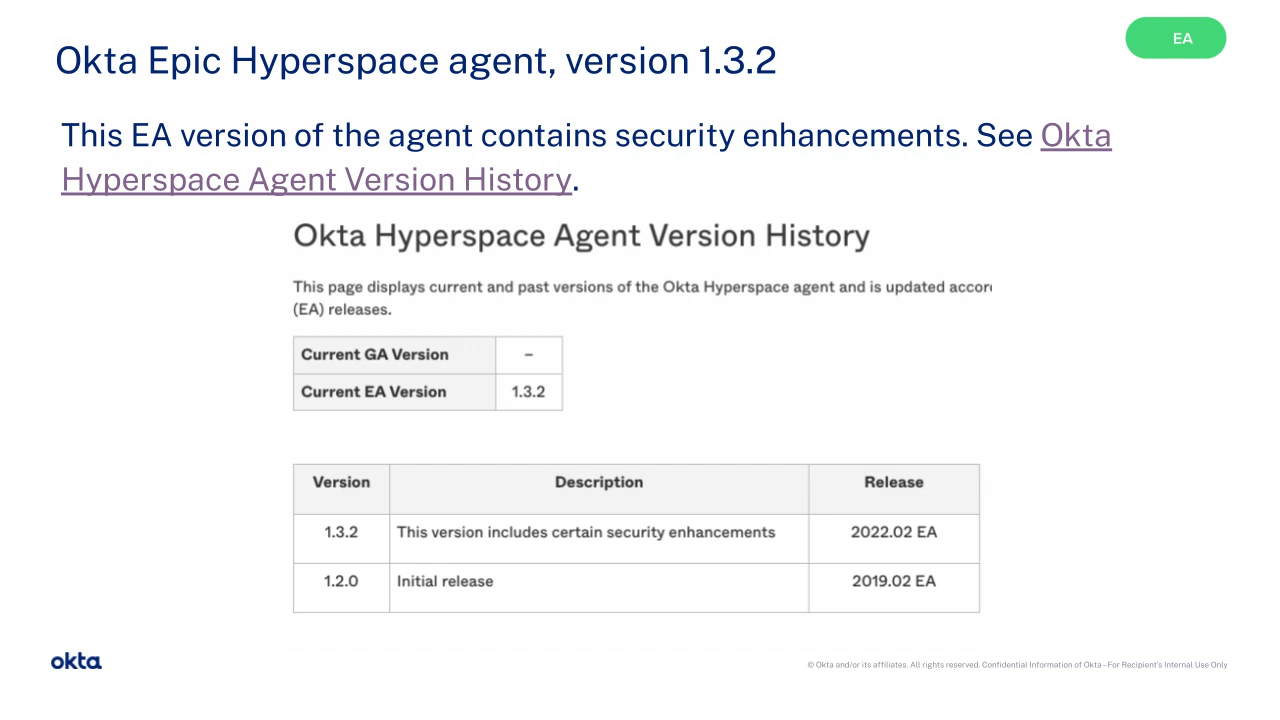 EA
Okta Epic Hyperspace agent, version 1.3.2
This EA version of the agent contains security enhancements. See Okta
Hyperspace Agent Version History.
Okta Hyperspace Agent Version History
This page displays current and past versions of the Okta Hyperspace agent and is updated accor
(EA) releases.
Current GA Version –
Current EA Version 1.3.2
Version Description Release
1.3.2 This version includes certain security enhancements 2022.02 EA
1.2.0 Initial release 2019.02 EA
okta
© Okta and/or its affiliates. All rights reserved. Confidential Information of Okta – For Recipient's Internal Use Only